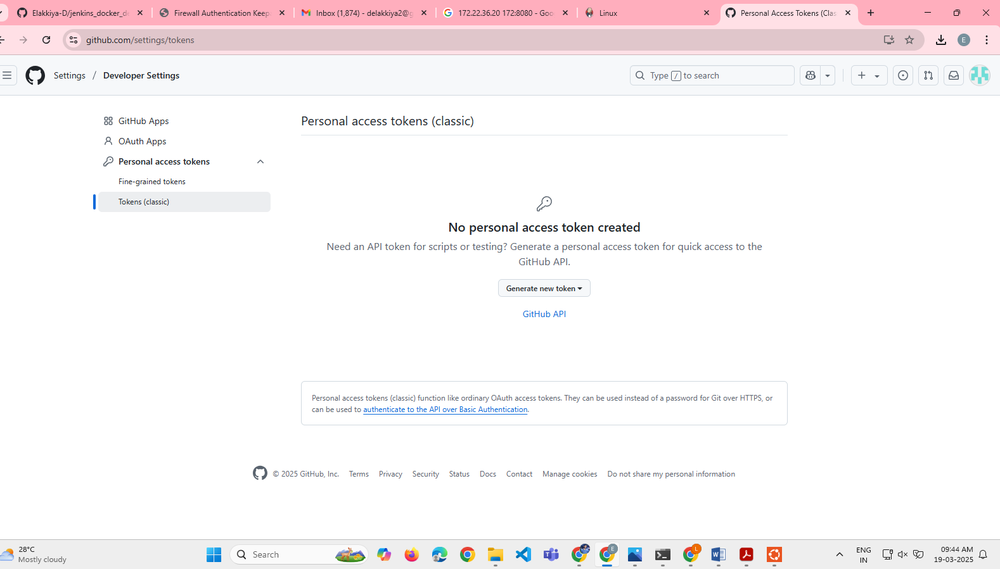 Elakkiya-D/jenkins_docker_de
Firewall Authentication Keep
Inbox (1,874) - delakkiya2@g
172.22.36.20 172:8080 - Goo
Linux
Personal Access Tokens (Clas
github.com/settings/tokens
E
Settings / Developer Settings
Type / to search
GitHub Apps
OAuth Apps
Personal access tokens
Fine-grained tokens
Tokens (classic)
Personal access tokens (classic)
No personal access token created
Need an API token for scripts or testing? Generate a personal access token for quick access to the
GitHub API.
Generate new token
GitHub API
Personal access tokens (classic) function like ordinary OAuth access tokens. They can be used instead of a password for Git over HTTPS, or
can be used to authenticate to the API over Basic Authentication.
© 2025 GitHub, Inc. Terms Privacy Security Status Docs Contact Manage cookies Do not share my personal information
28°C
Mostly cloudy
Search
E
L
ENG
IN
09:44 AM
19-03-2025